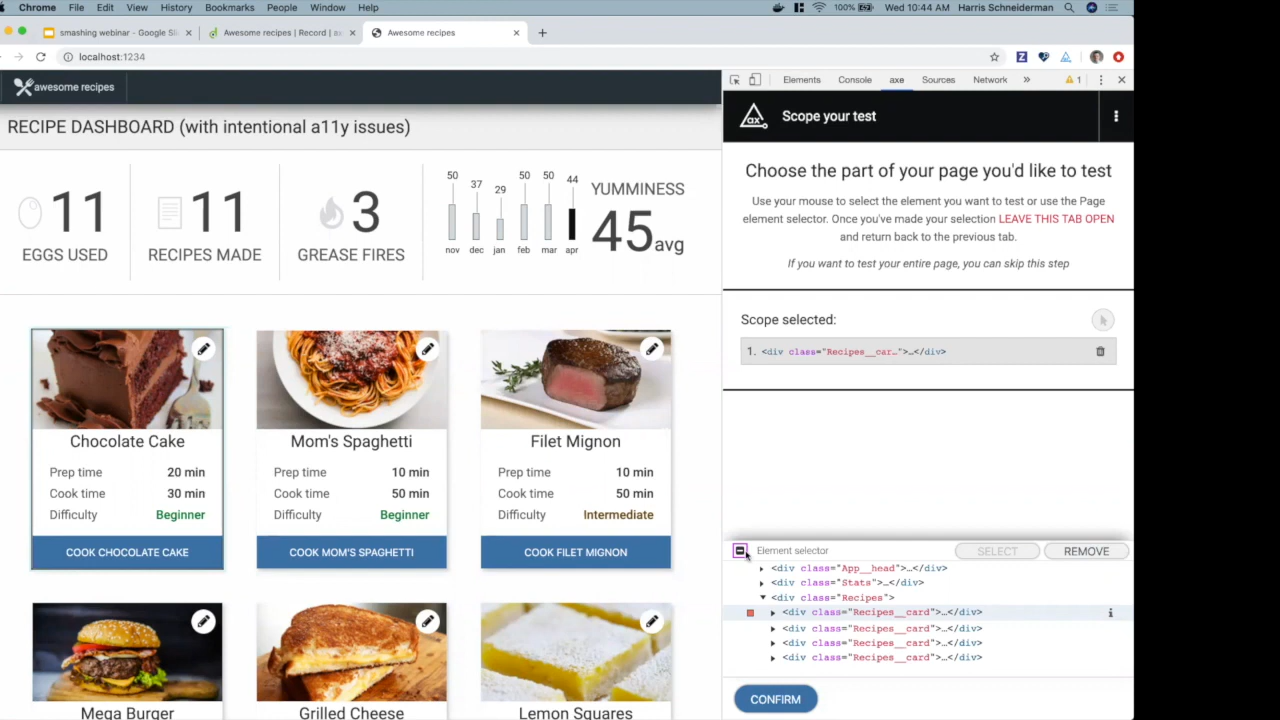 Chrome File Edit View History Bookmarks People Window Help 100% Wed 10:44 AM Harris Schneiderman
smashing webinar - Google Sli
Awesome recipes | Record | ax
Awesome recipes
localhost:1234
awesome recipes
RECIPE DASHBOARD (with intentional a11y issues)
11
EGGS USED
11
RECIPES MADE
3
GREASE FIRES
50 37 29 50 50 44
nov dec jan feb mar apr
YUMMINESS
45avg
Chocolate Cake
Prep time 20 min
Cook time 30 min
Difficulty Beginner
COOK CHOCOLATE CAKE
Mom's Spaghetti
Prep time 10 min
Cook time 50 min
Difficulty Beginner
COOK MOM'S SPAGHETTI
Filet Mignon
Prep time 10 min
Cook time 50 min
Difficulty Intermediate
COOK FILET MIGNON
Mega Burger
Grilled Cheese
Lemon Squares
Elements Console axe Sources Network » 1
ax Scope your test
Choose the part of your page you'd like to test
Use your mouse to select the element you want to test or use the Page
element selector. Once you've made your selection LEAVE THIS TAB OPEN
and return back to the previous tab.
If you want to test your entire page, you can skip this step
Scope selected:
1. <div class="Recipes__car…">…</div>
Element selector SELECT REMOVE
<div class="App__head">…</div>
<div class="Stats">…</div>
<div class="Recipes">
<div class="Recipes__card">…</div>
<div class="Recipes__card">…</div>
<div class="Recipes__card">…</div>
<div class="Recipes__card">…</div>
CONFIRM